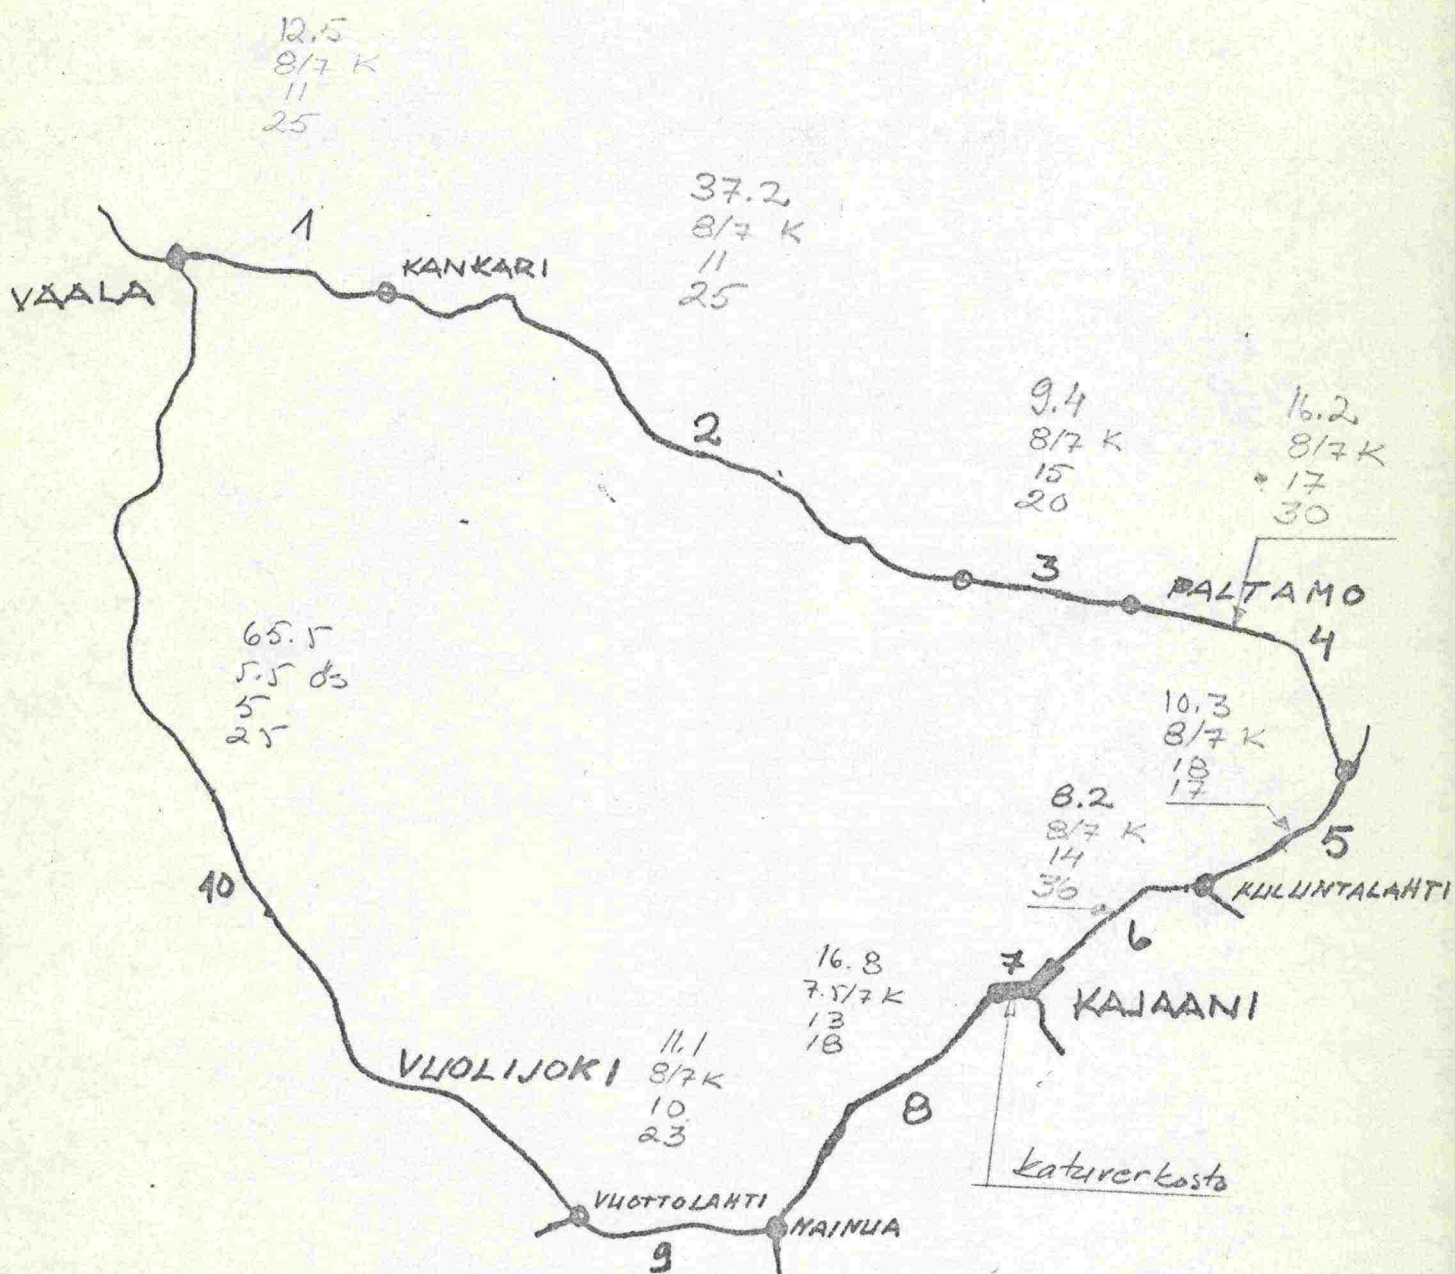 12.5
8/7 K
11
25
37.2
8/7 K
11
25
1
KANKARI
VAALA
9.4
8/7 K
15
20
16.2
8/7 K
17
30
2
3
PALTAMO
4
65.5
5.5 ös
5
25
10.3
8/7 K
18
17
8.2
8/7 K
14
36
5
10
KULUNTALAHTI
6
16.8
7.5/7 K
13
18
7
KAJAANI
VUOLIJOKI
11.1
8/7 K
10
23
8
katuverkosto
VUOTTOLAHTI
MAINUA
9